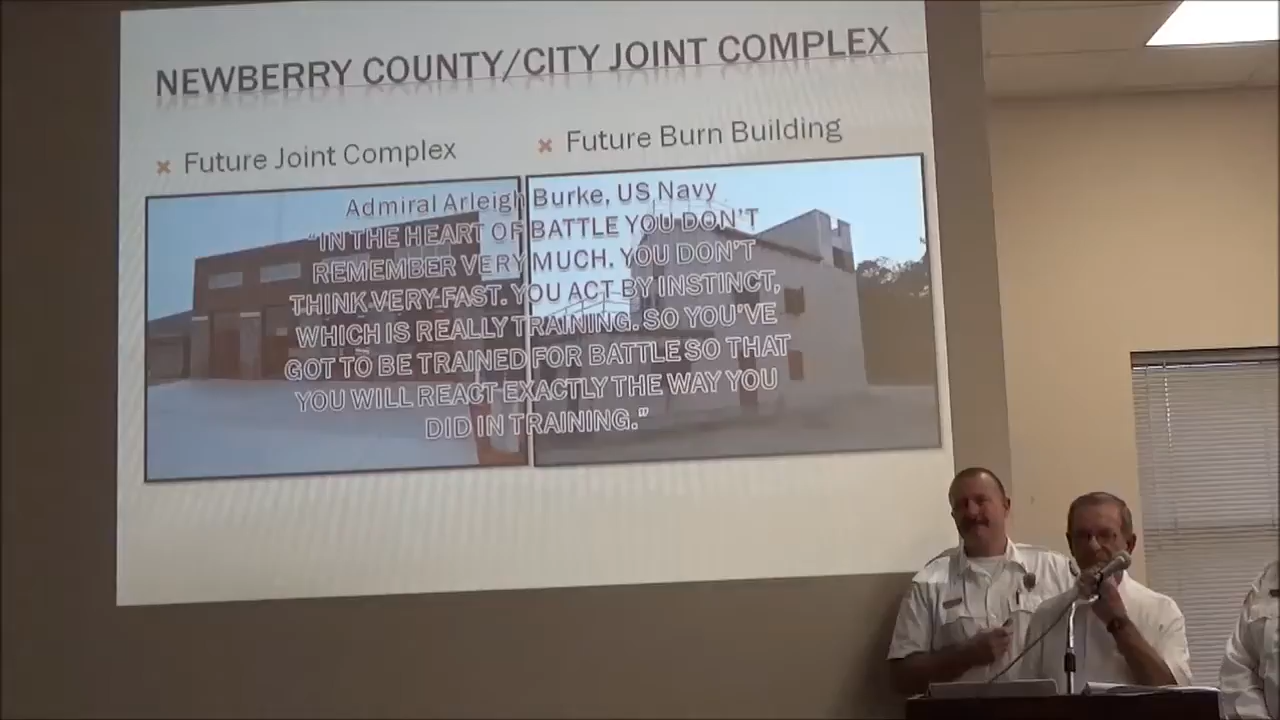 NEWBERRY COUNTY/CITY JOINT COMPLEX
Future Joint Complex
Future Burn Building
Admiral Arleigh Burke, US Navy
“IN THE HEART OF BATTLE YOU DON’T
REMEMBER VERY MUCH. YOU DON’T
THINK VERY FAST. YOU ACT BY INSTINCT,
WHICH IS REALLY TRAINING. SO YOU’VE
GOT TO BE TRAINED FOR BATTLE SO THAT
YOU WILL REACT EXACTLY THE WAY YOU
DID IN TRAINING.”